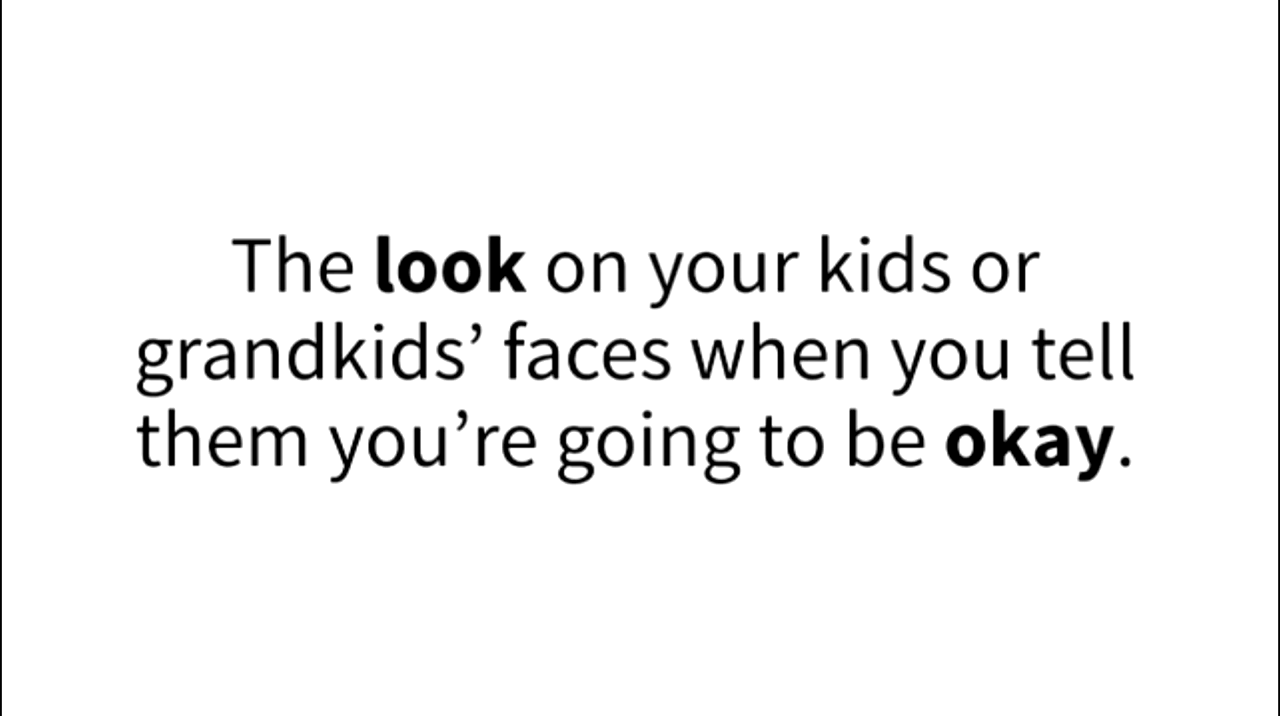 The look on your kids or
grandkids’ faces when you tell
them you’re going to be okay.